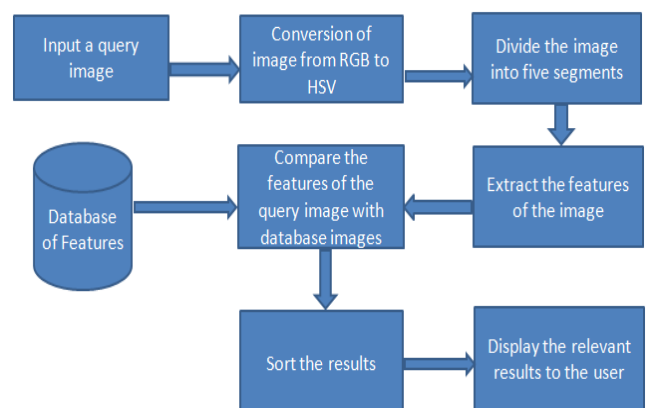 Input a query
image
Conversion of
image from RGB to
HSV
Divide the image
into five segments
Database
of Features
Compare the
features of the
query image with
database images
Extract the features
of the image
Sort the results
Display the relevant
results to the user